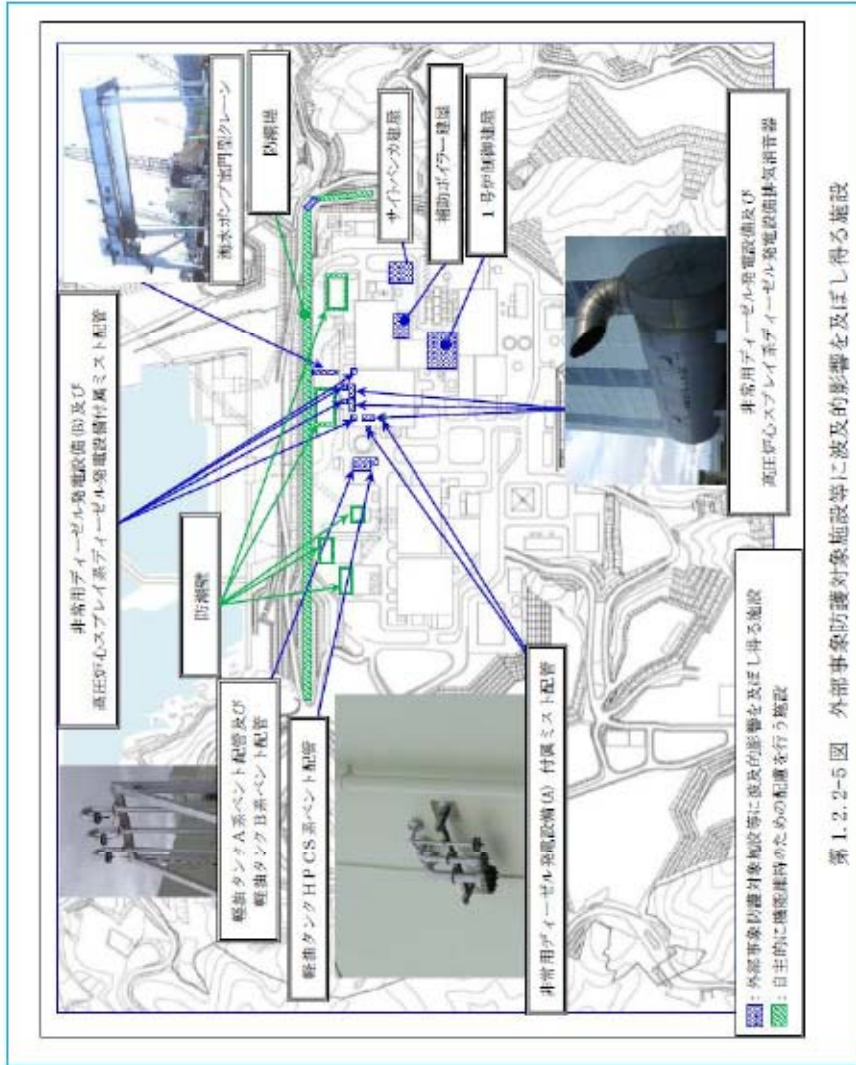 非常用ディーゼル発電設備(B)及び
高圧炉心スプレイ系ディーゼル発電設備付属ミスト配管
海水ポンプ室門型クレーン
防潮堤
防潮壁
軽油タンクA系ベント配管及び
軽油タンクB系ベント配管
軽油タンクHPCS系ベント配管
サイトバンカ建屋
補助ボイラー建屋
1号炉制御建屋
非常用ディーゼル発電設備(A) 付属ミスト配管
非常用ディーゼル発電設備及び
高圧炉心スプレイ系ディーゼル発電設備排気消音器
:外部事象防護対象施設等に波及的影響を及ぼし得る施設
:自主的に機能維持のための配慮を行う施設
第1.2.2-5図 外部事象防護対象施設等に波及的影響を及ぼし得る施設